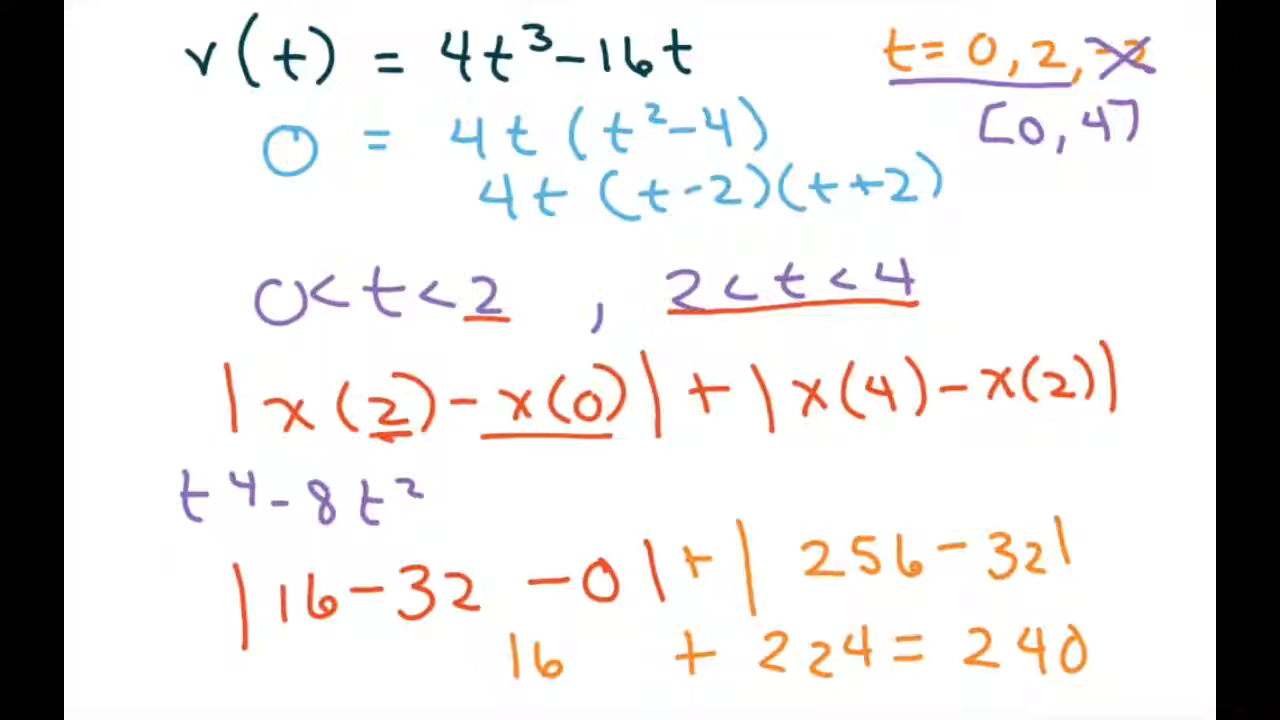 v(t) = 4t³-16t
t = 0, 2, -2
0 = 4t(t²-4)
[0, 4]
4t(t-2)(t+2)
0<t<2 , 2<t<4
|x(2)-x(0)| + |x(4)-x(2)|
t⁴-8t²
|16-32 -0| + |256-32|
16 + 224 = 240